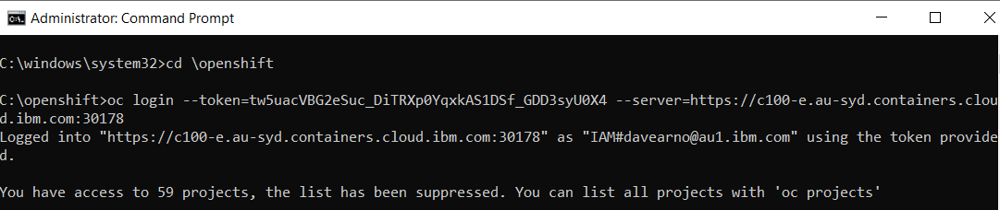 Administrator: Command Prompt
C:\windows\system32>cd \openshift
C:\openshift>oc login --token=tw5uacVBG2eSuc_DiTRXp0YqxkAS1DSf_GDD3syU0X4 --server=https://c100-e.au-syd.containers.clou
d.ibm.com:30178
Logged into "https://c100-e.au-syd.containers.cloud.ibm.com:30178" as "IAM#davearno@au1.ibm.com" using the token provide
d.
You have access to 59 projects, the list has been suppressed. You can list all projects with 'oc projects'